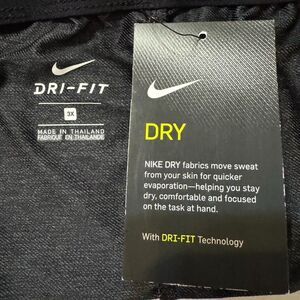 DRI-FIT
3X
MADE IN THAILAND
FABRIQUÉ EN THAILANDE
DRY
NIKE DRY fabrics move sweat
from your skin for quicker
evaporation—helping you stay
dry, comfortable and focused
on the task at hand.
With DRI-FIT Technology